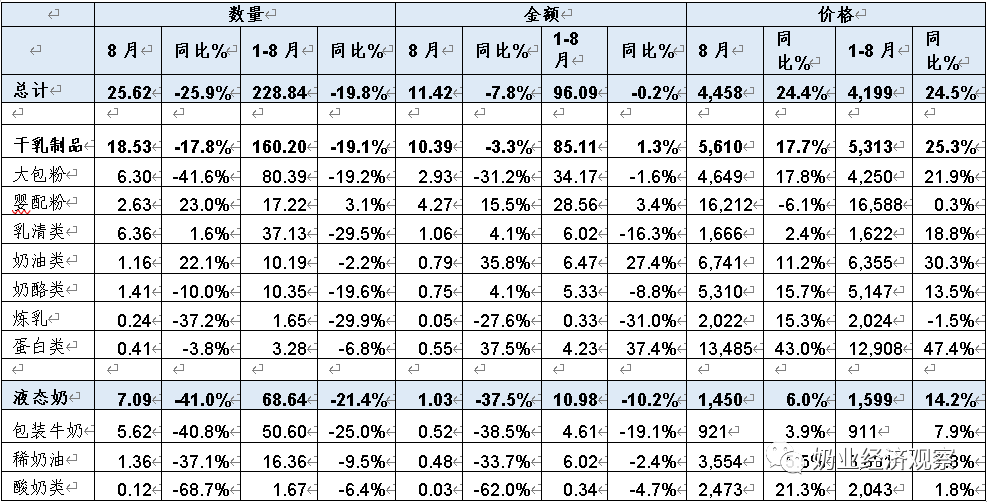 数量 金额 价格
8 月 同比% 1-8 月 同比% 8 月 同比% 1-8 月 同比% 8 月 同比% 1-8 月 同比%
总计 25.62 -25.9% 228.84 -19.8% 11.42 -7.8% 96.09 -0.2% 4,458 24.4% 4,199 24.5%
干乳制品 18.53 -17.8% 160.20 -19.1% 10.39 -3.3% 85.11 1.3% 5,610 17.7% 5,313 25.3%
大包粉 6.30 -41.6% 80.39 -19.2% 2.93 -31.2% 34.17 -1.6% 4,649 17.8% 4,250 21.9%
婴配粉 2.63 23.0% 17.22 3.1% 4.27 15.5% 28.56 3.4% 16,212 -6.1% 16,588 0.3%
乳清类 6.36 1.6% 37.13 -29.5% 1.06 4.1% 6.02 -16.3% 1,666 2.4% 1,622 18.8%
奶油类 1.16 22.1% 10.19 -2.2% 0.79 35.8% 6.47 27.4% 6,741 11.2% 6,355 30.3%
奶酪类 1.41 -10.0% 10.35 -19.6% 0.75 4.1% 5.33 -8.8% 5,310 15.7% 5,147 13.5%
炼乳 0.24 -37.2% 1.65 -29.9% 0.05 -27.6% 0.33 -31.0% 2,022 15.3% 2,024 -1.5%
蛋白类 0.41 -3.8% 3.28 -6.8% 0.55 37.5% 4.23 37.4% 13,485 43.0% 12,908 47.4%
液态奶 7.09 -41.0% 68.64 -21.4% 1.03 -37.5% 10.98 -10.2% 1,450 6.0% 1,599 14.2%
包装牛奶 5.62 -40.8% 50.60 -25.0% 0.52 -38.5% 4.61 -19.1% 921 3.9% 911 7.9%
稀奶油 1.36 -37.1% 16.36 -9.5% 0.48 -33.7% 6.02 -2.4% 3,554
奶业经济观察
酸奶类 0.12 -68.7% 1.67 -6.4% 0.03 -62.0% 0.34 -4.7% 2,473 21.3% 2,043 1.8%